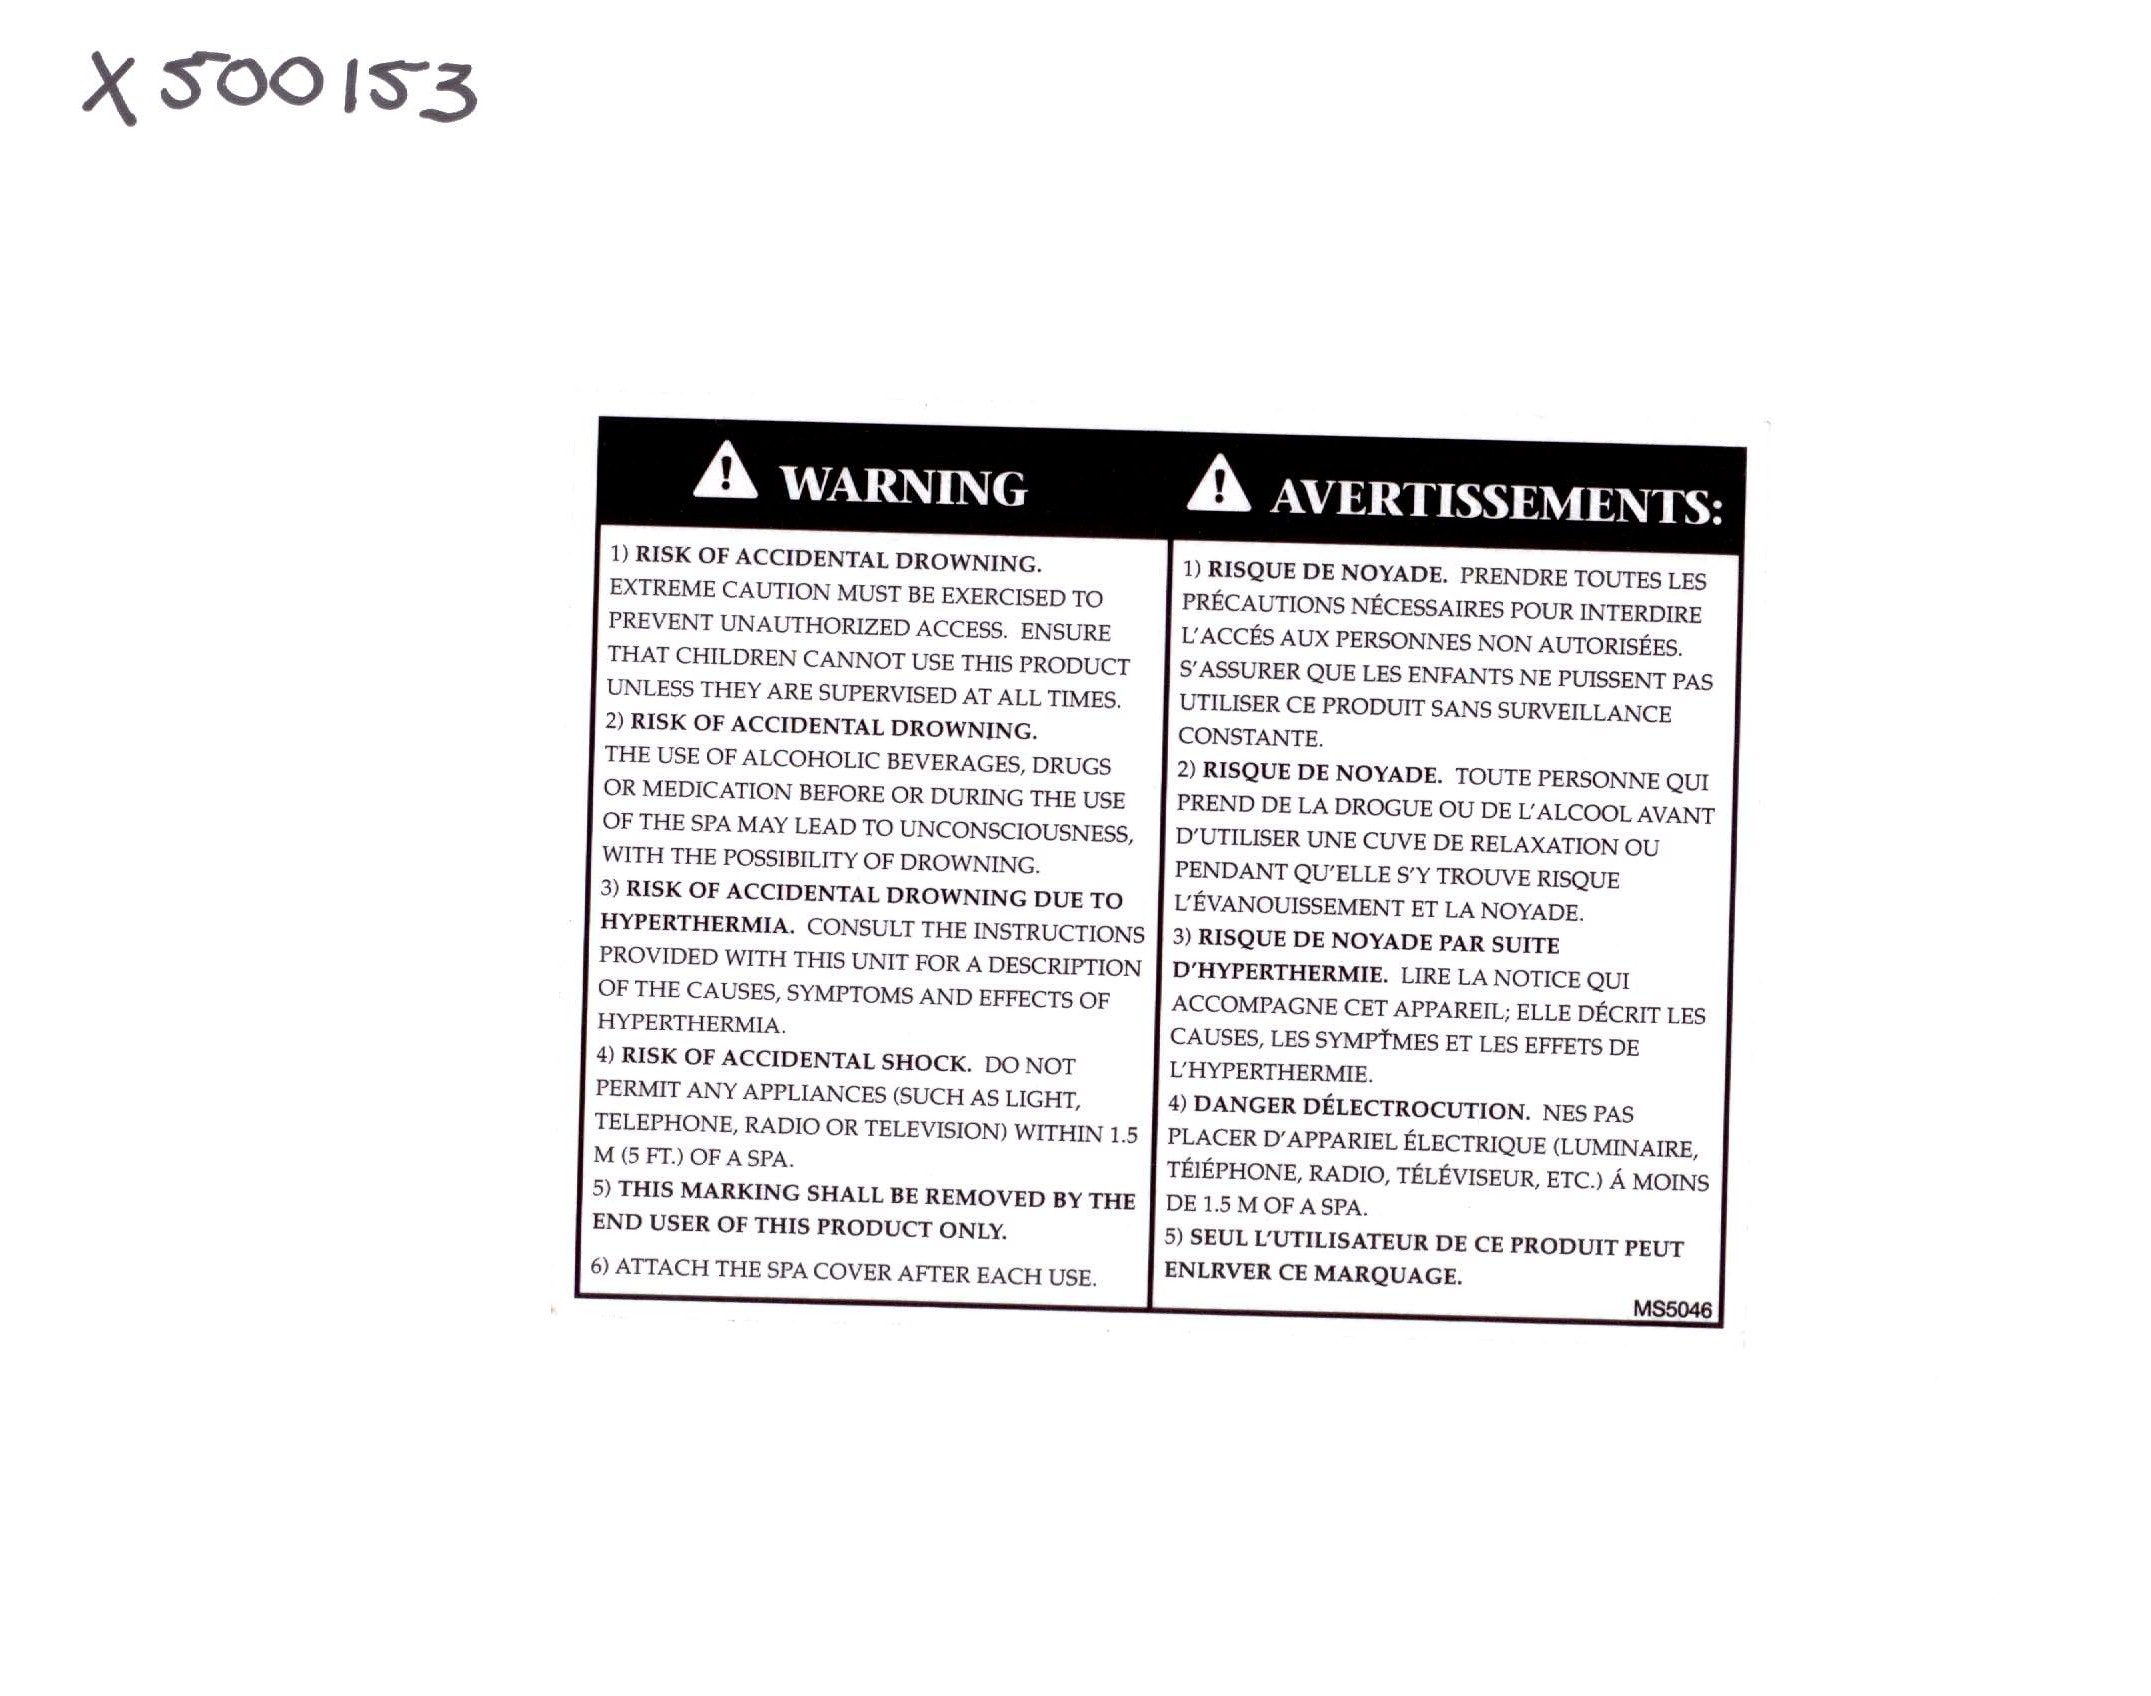 X500153
WARNING
1) RISK OF ACCIDENTAL DROWNING.
EXTREME CAUTION MUST BE EXERCISED TO
PREVENT UNAUTHORIZED ACCESS. ENSURE
THAT CHILDREN CANNOT USE THIS PRODUCT
UNLESS THEY ARE SUPERVISED AT ALL TIMES.
2) RISK OF ACCIDENTAL DROWNING.
THE USE OF ALCOHOLIC BEVERAGES, DRUGS
OR MEDICATION BEFORE OR DURING THE USE
OF THE SPA MAY LEAD TO UNCONSCIOUSNESS,
WITH THE POSSIBILITY OF DROWNING.
3) RISK OF ACCIDENTAL DROWNING DUE TO
HYPERTHERMIA. CONSULT THE INSTRUCTIONS
PROVIDED WITH THIS UNIT FOR A DESCRIPTION
OF THE CAUSES, SYMPTOMS AND EFFECTS OF
HYPERTHERMIA.
4) RISK OF ACCIDENTAL SHOCK. DO NOT
PERMIT ANY APPLIANCES (SUCH AS LIGHT,
TELEPHONE, RADIO OR TELEVISION) WITHIN 1.5
M (5 FT.) OF A SPA.
5) THIS MARKING SHALL BE REMOVED BY THE
END USER OF THIS PRODUCT ONLY.
6) ATTACH THE SPA COVER AFTER EACH USE.
AVERTISSEMENTS:
1) RISQUE DE NOYADE. PRENDRE TOUTES LES
PRÉCAUTIONS NÉCESSAIRES POUR INTERDIRE
L'ACCÉS AUX PERSONNES NON AUTORISÉES.
S'ASSURER QUE LES ENFANTS NE PUISSENT PAS
UTILISER CE PRODUIT SANS SURVEILLANCE
CONSTANTE.
2) RISQUE DE NOYADE. TOUTE PERSONNE QUI
PREND DE LA DROGUE OU DE L'ALCOOL AVANT
D'UTILISER UNE CUVE DE RELAXATION OU
PENDANT QU'ELLE S'Y TROUVE RISQUE
L'ÉVANOUISSEMENT ET LA NOYADE.
3) RISQUE DE NOYADE PAR SUITE
D'HYPERTHERMIE. LIRE LA NOTICE QUI
ACCOMPAGNE CET APPAREIL; ELLE DÉCRIT LES
CAUSES, LES SYMPŤMES ET LES EFFETS DE
L'HYPERTHERMIE.
4) DANGER DÉLECTROCUTION. NES PAS
PLACER D'APPARIEL ÉLECTRIQUE (LUMINAIRE,
TÉlÉPHONE, RADIO, TÉLÉVISEUR, ETC.) Á MOINS
DE 1.5 M OF A SPA.
5) SEUL L'UTILISATEUR DE CE PRODUIT PEUT
ENLRVER CE MARQUAGE.
MS5046